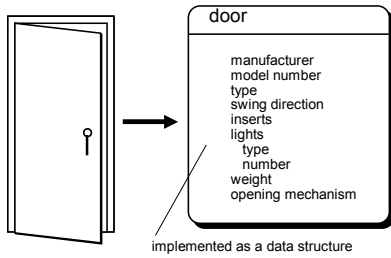 door
manufacturer
model number
type
swing direction
inserts
lights
type
number
weight
opening mechanism
implemented as a data structure